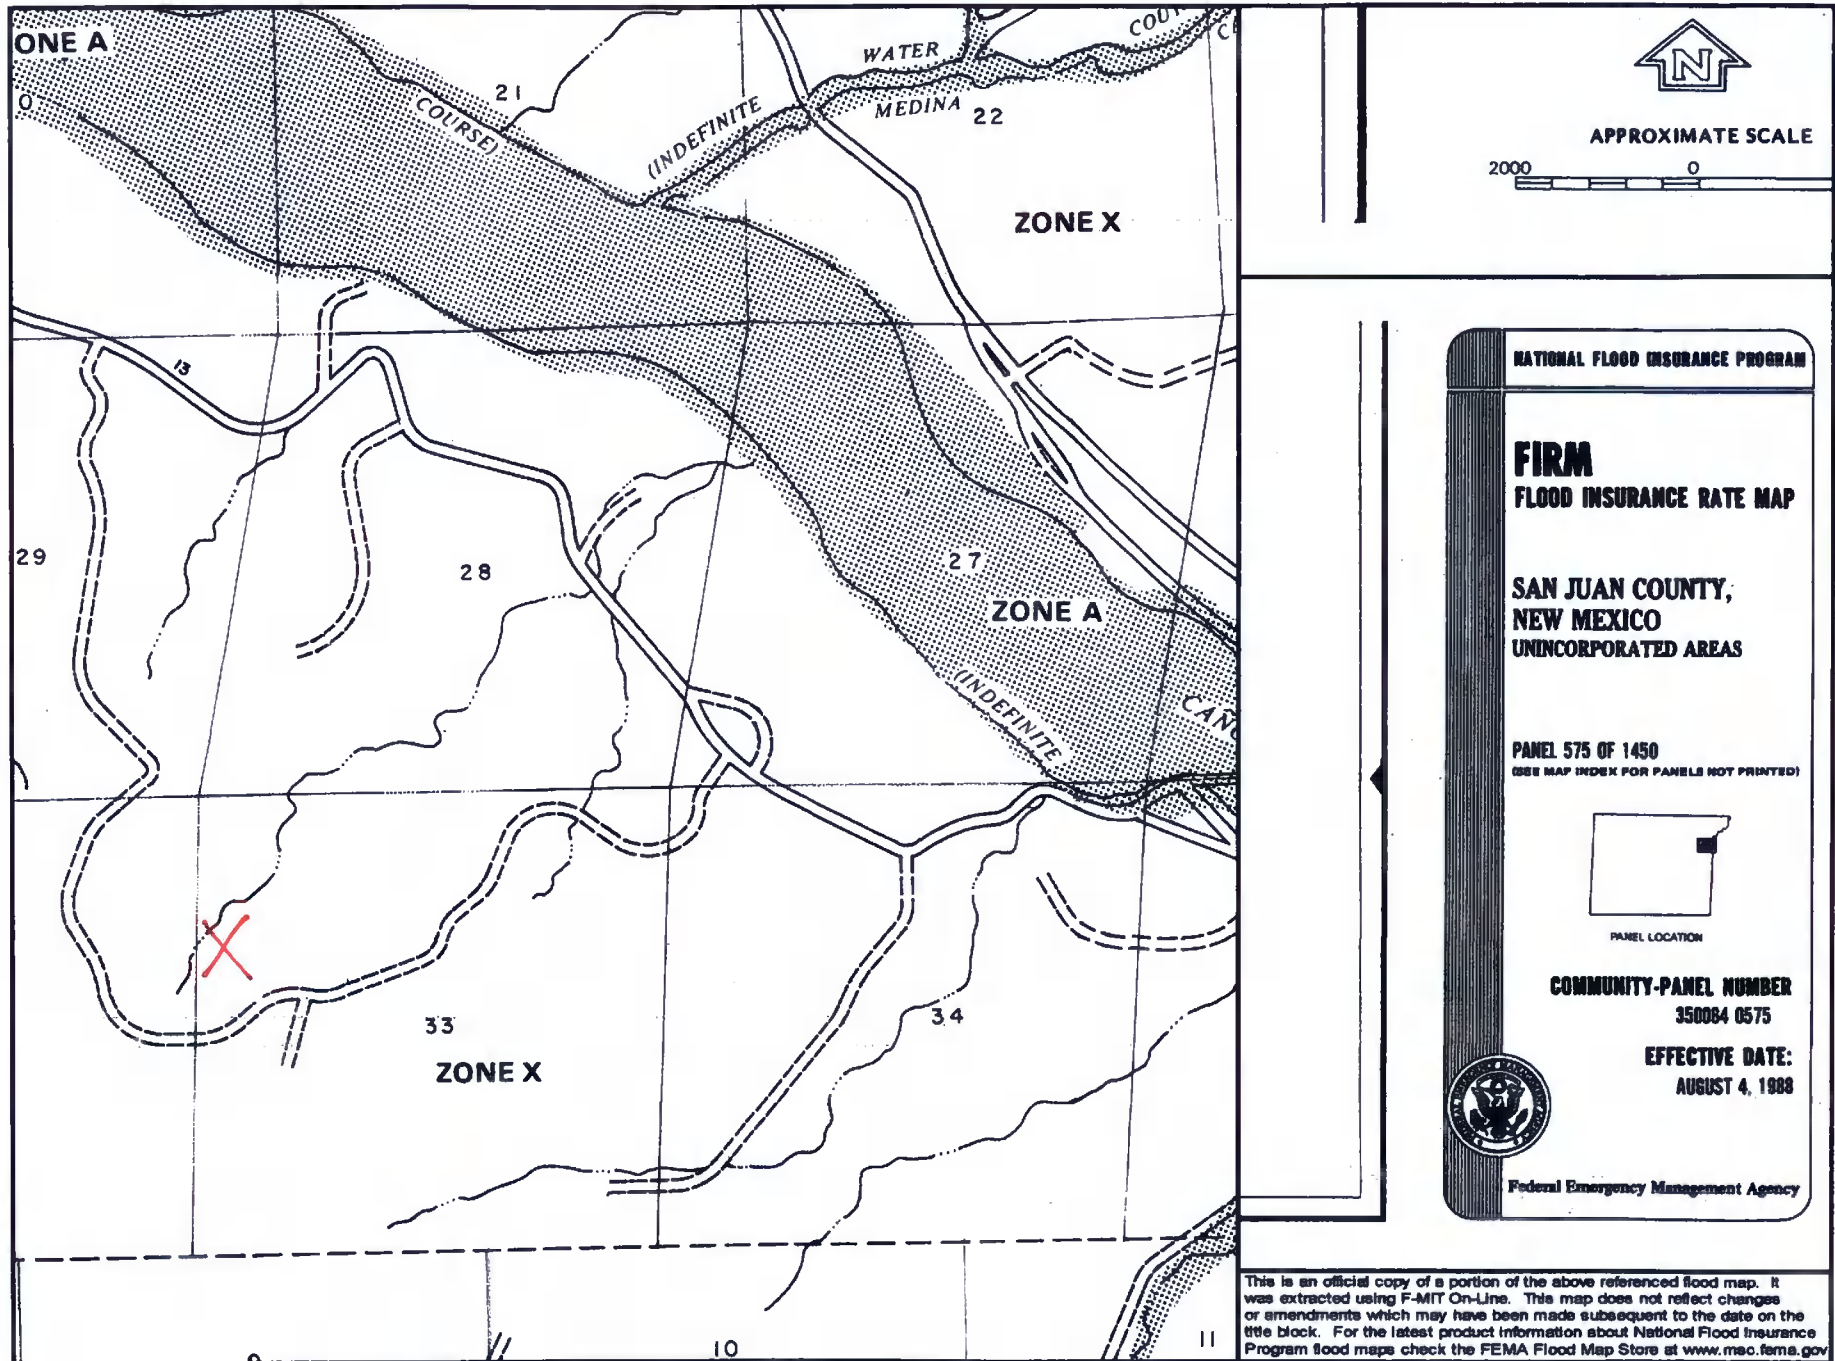 ONE A
21
COURSE)
(INDEFINITE
WATER
MEDINA
22
ZONE X
13
29
28
27
ZONE A
(INDEFINITE
33
ZONE X
34
10
11
N
APPROXIMATE SCALE
2000 0
NATIONAL FLOOD INSURANCE PROGRAM
FIRM
FLOOD INSURANCE RATE MAP
SAN JUAN COUNTY,
NEW MEXICO
UNINCORPORATED AREAS
PANEL 575 OF 1450
(SEE MAP INDEX FOR PANELS NOT PRINTED)
PANEL LOCATION
COMMUNITY-PANEL NUMBER
350064 0575
EFFECTIVE DATE:
AUGUST 4, 1988
Federal Emergency Management Agency
This is an official copy of a portion of the above referenced flood map. It
was extracted using F-MIT On-Line. This map does not reflect changes
or amendments which may have been made subsequent to the date on the
title block. For the latest product information about National Flood Insurance
Program flood maps check the FEMA Flood Map Store at www.msc.fema.gov